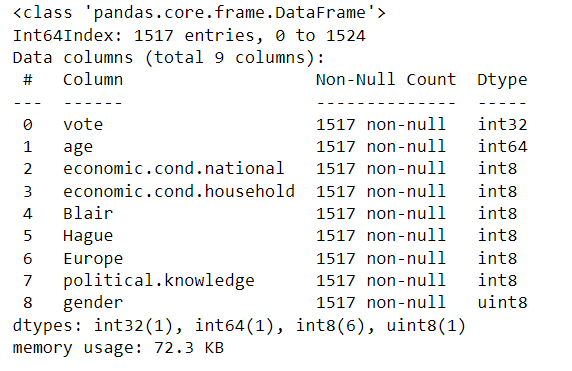 <class 'pandas.core.frame.DataFrame'>
Int64Index: 1517 entries, 0 to 1524
Data columns (total 9 columns):
 #   Column                   Non-Null Count  Dtype
---  ------                   --------------  -----
 0   vote                     1517 non-null   int32
 1   age                      1517 non-null   int64
 2   economic.cond.national   1517 non-null   int8
 3   economic.cond.household  1517 non-null   int8
 4   Blair                    1517 non-null   int8
 5   Hague                    1517 non-null   int8
 6   Europe                   1517 non-null   int8
 7   political.knowledge      1517 non-null   int8
 8   gender                   1517 non-null   uint8
dtypes: int32(1), int64(1), int8(6), uint8(1)
memory usage: 72.3 KB